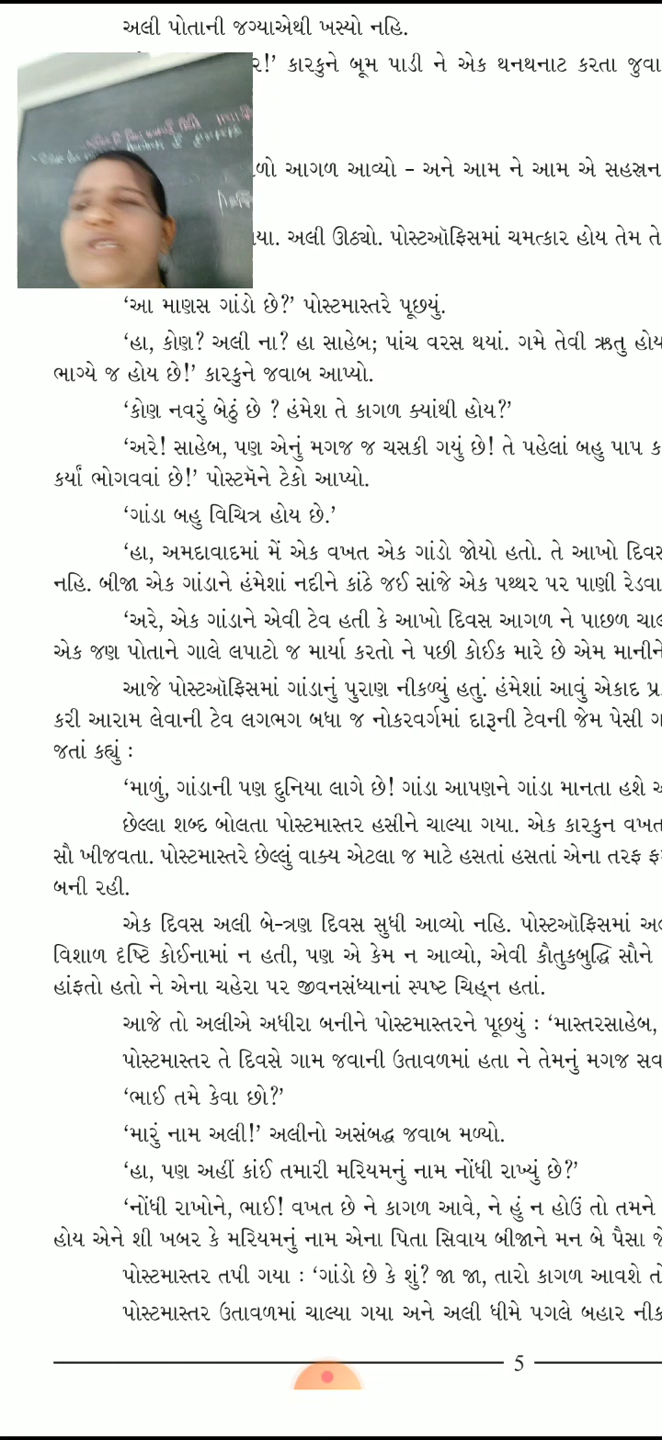 અલી પોતાની જગ્યાએથી ખસ્યો નહિ.
ર!’ કારકુને બૂમ પાડી ને એક થનથનાટ કરતા જુવા
ળો આગળ આવ્યો - અને આમ ને આમ એ સહસ્રન
યા. અલી ઊઠ્યો. પોસ્ટઑફિસમાં ચમત્કાર હોય તેમ તે
‘આ માણસ ગાંડો છે?’ પોસ્ટમાસ્તરે પૂછયું.
‘હા, કોણ? અલી ના? હા સાહેબ; પાંચ વરસ થયાં. ગમે તેવી ઋતુ હોય
ભાગ્યે જ હોય છે!’ કારકુને જવાબ આપ્યો.
‘કોણ નવરું બેઠું છે ? હંમેશ તે કાગળ ક્યાંથી હોય?’
‘અરે! સાહેબ, પણ એનું મગજ જ ચસકી ગયું છે! તે પહેલાં બહુ પાપ ક
કર્યાં ભોગવવાં છે!’ પોસ્ટમૅને ટેકો આપ્યો.
‘ગાંડા બહુ વિચિત્ર હોય છે.’
‘હા, અમદાવાદમાં મેં એક વખત એક ગાંડો જોયો હતો. તે આખો દિવસ
નહિ. બીજા એક ગાંડાને હંમેશાં નદીને કાંઠે જઈ સાંજે એક પથ્થર પર પાણી રેડવા
‘અરે, એક ગાંડાને એવી ટેવ હતી કે આખો દિવસ આગળ ને પાછળ ચાલ
એક જણ પોતાને ગાલે લપાટો જ માર્યા કરતો ને પછી કોઈક મારે છે એમ માનીને
આજે પોસ્ટઑફિસમાં ગાંડાનું પુરાણ નીકળ્યું હતું. હંમેશાં આવું એકાદ પ્ર
કરી આરામ લેવાની ટેવ લગભગ બધા જ નોકરવર્ગમાં દારૂની ટેવની જેમ પેસી ગ
જતાં કહ્યું :
‘માળું, ગાંડાની પણ દુનિયા લાગે છે! ગાંડા આપણને ગાંડા માનતા હશે અ
છેલ્લા શબ્દ બોલતા પોસ્ટમાસ્તર હસીને ચાલ્યા ગયા. એક કારકુન વખત
સૌ ખીજવતા. પોસ્ટમાસ્તરે છેલ્લું વાક્ય એટલા જ માટે હસતાં હસતાં એના તરફ ફ
બની રહી.
એક દિવસ અલી બે-ત્રણ દિવસ સુધી આવ્યો નહિ. પોસ્ટઑફિસમાં અલ
વિશાળ દૃષ્ટિ કોઈનામાં ન હતી, પણ એ કેમ ન આવ્યો, એવી કૌતુકબુદ્ધિ સૌને
હાંફતો હતો ને એના ચહેરા પર જીવનસંધ્યાનાં સ્પષ્ટ ચિહ્‌ન હતાં.
આજે તો અલીએ અધીરા બનીને પોસ્ટમાસ્તરને પૂછયું : ‘માસ્તરસાહેબ,
પોસ્ટમાસ્તર તે દિવસે ગામ જવાની ઉતાવળમાં હતા ને તેમનું મગજ સવ
‘ભાઈ તમે કેવા છો?’
‘મારું નામ અલી!’ અલીનો અસંબદ્ધ જવાબ મળ્યો.
‘હા, પણ અહીં કાંઈ તમારી મરિયમનું નામ નોંધી રાખ્યું છે?’
‘નોંધી રાખોને, ભાઈ! વખત છે ને કાગળ આવે, ને હું ન હોઉં તો તમને
હોય એને શી ખબર કે મરિયમનું નામ એના પિતા સિવાય બીજાને મન બે પૈસા જે
પોસ્ટમાસ્તર તપી ગયા : ‘ગાંડો છે કે શું? જા જા, તારો કાગળ આવશે તો
પોસ્ટમાસ્તર ઉતાવળમાં ચાલ્યા ગયા અને અલી ધીમે પગલે બહાર નીક
5